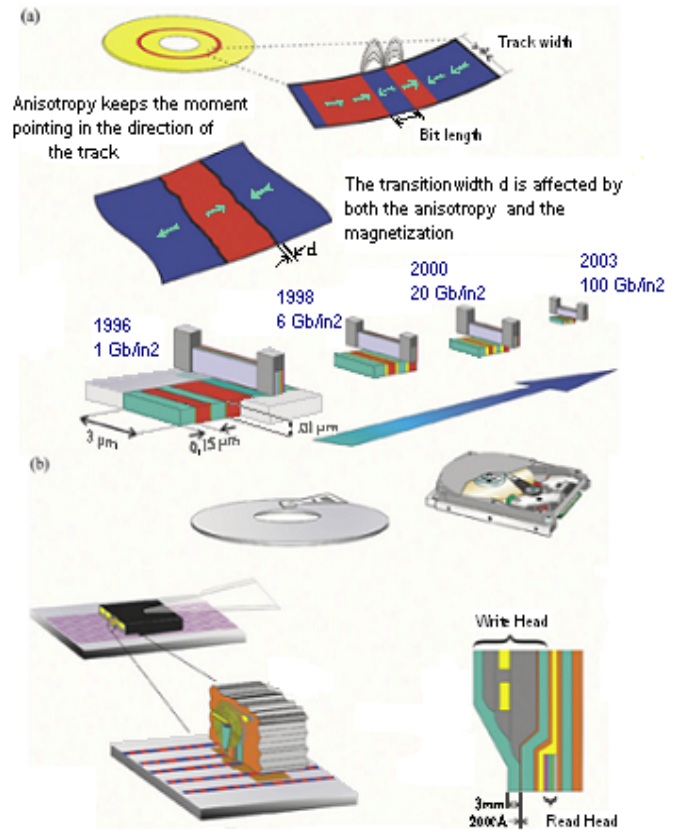 (a)
Track width
Anisotropy keeps the moment
pointing in the direction of
the track
Bit length
The transition width d is affected by
both the anisotropy and the
magnetization
d
2003
100 Gb/in2
2000
20 Gb/in2
1998
6 Gb/in2
1996
1 Gb/in2
3 μm
0,15 μm
.01 μm
(b)
Write Head
3mm
2000A
Read Head